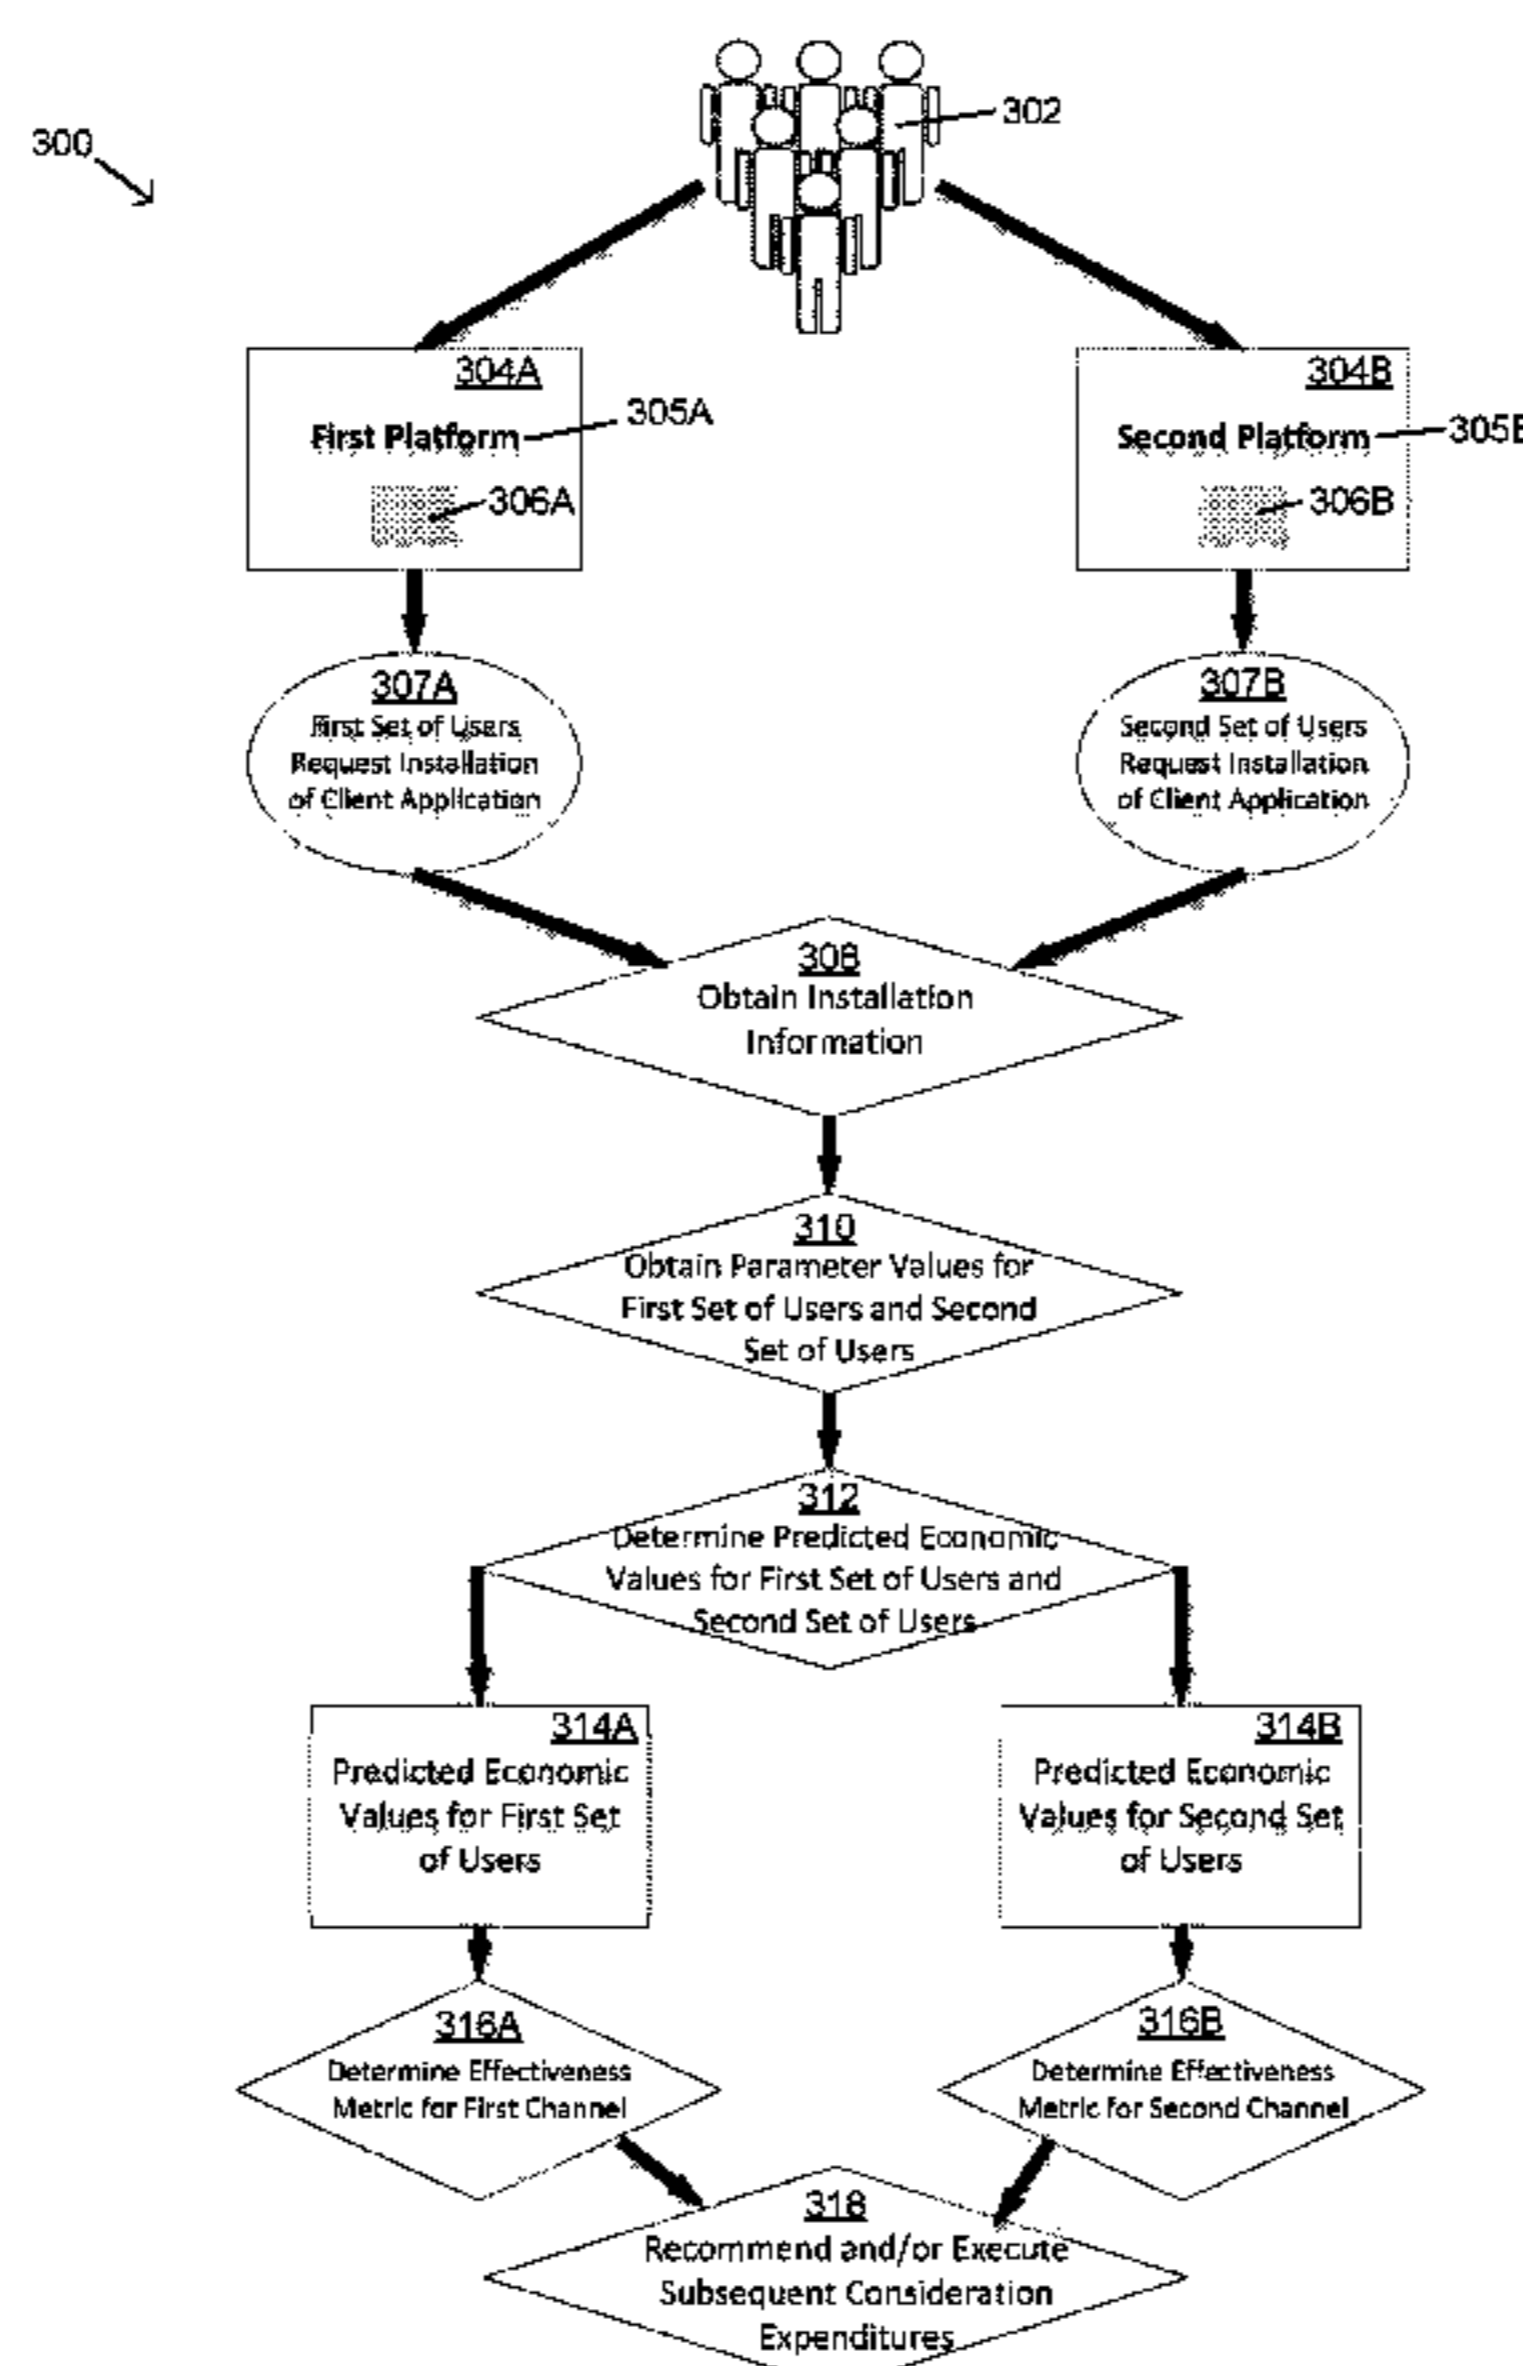 300
302
304A
First Platform
305A
306A
304B
Second Platform
305B
306B
307A
First Set of Users
Request Installation
of Client Application
307B
Second Set of Users
Request Installation
of Client Application
308
Obtain Installation
Information
310
Obtain Parameter Values for
First Set of Users and Second
Set of Users
312
Determine Predicted Economic
Values for First Set of Users and
Second Set of Users
314A
Predicted Economic
Values for First Set
of Users
314B
Predicted Economic
Values for Second Set
of Users
316A
Determine Effectiveness
Metric for First Channel
316B
Determine Effectiveness
Metric for Second Channel
318
Recommend and/or Execute
Subsequent Consideration
Expenditures